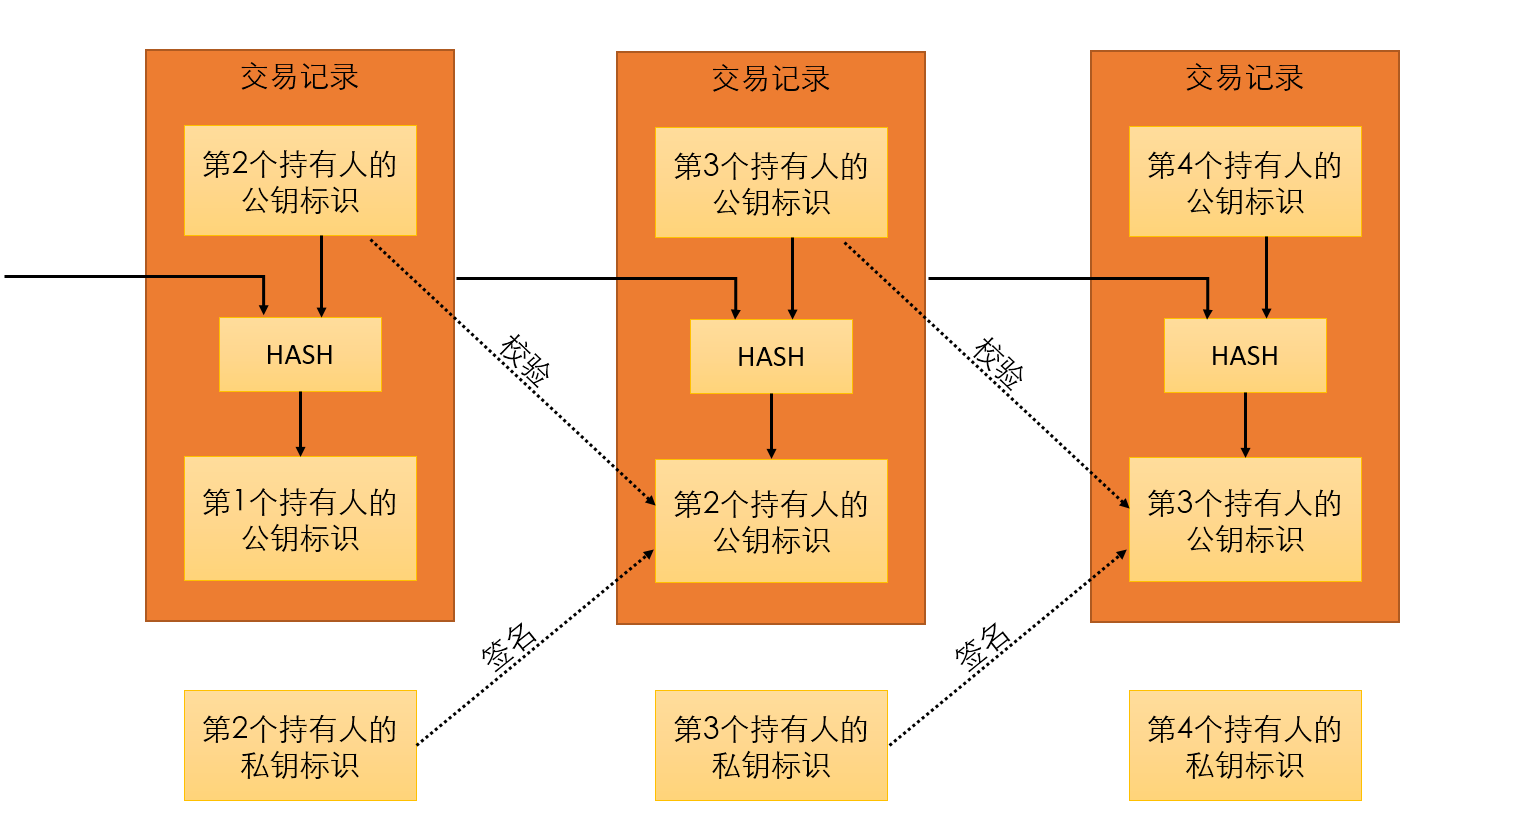 交易记录
第2个持有人的
公钥标识
HASH
第1个持有人的
公钥标识
第2个持有人的
私钥标识
校验
签名
交易记录
第3个持有人的
公钥标识
HASH
第2个持有人的
公钥标识
第3个持有人的
私钥标识
校验
签名
交易记录
第4个持有人的
公钥标识
HASH
第3个持有人的
公钥标识
第4个持有人的
私钥标识